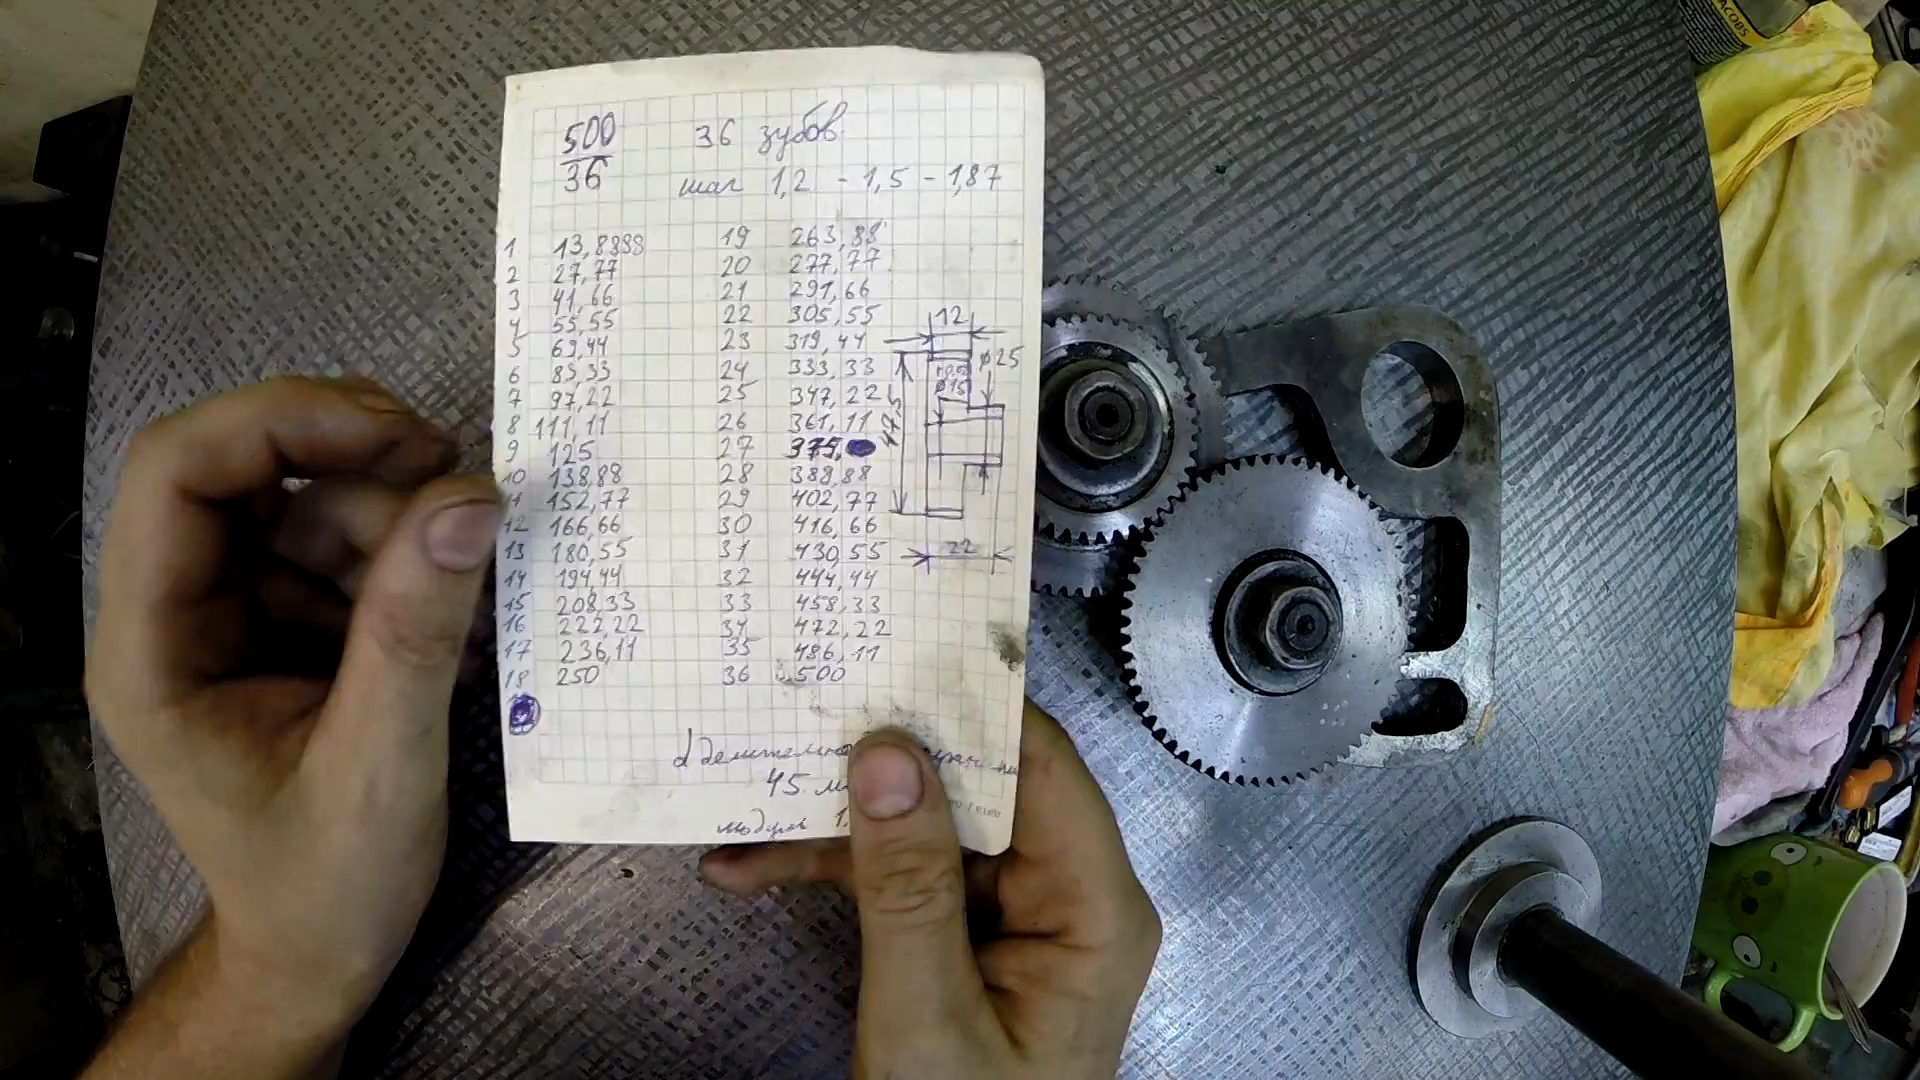 JACOBS
500 36 зубов
36 шаг 1,2 - 1,5 - 1,87
1 13,8888 19 263,88
2 27,77 20 277,77
3 41,66 21 291,66
4 55,55 22 305,55
5 69,44 23 319,44
6 83,33 24 333,33
7 97,22 25 347,22
8 111,11 26 361,11
9 125 27 375,
10 138,88 28 388,88
11 152,77 29 402,77
12 166,66 30 416,66
13 180,55 31 430,55
14 194,44 32 444,44
15 208,33 33 458,33
16 222,22 34 472,22
17 236,11 35 486,11
18 250 36 500
12
ø25
ø15
47,5
22
d
45
модуль 1,